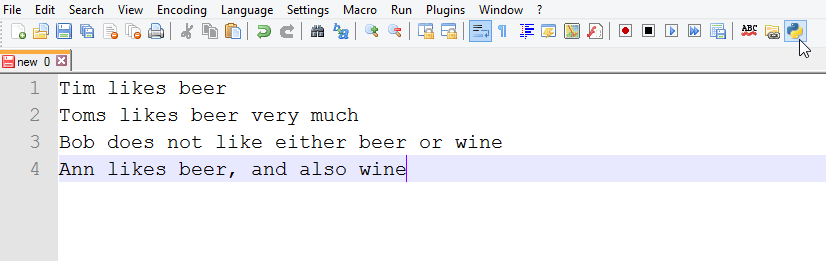 File Edit Search View Encoding Language Settings Macro Run Plugins Window ?
ABC
new 0
1 Tim likes beer
2 Toms likes beer very much
3 Bob does not like either beer or wine
4 Ann likes beer, and also wine